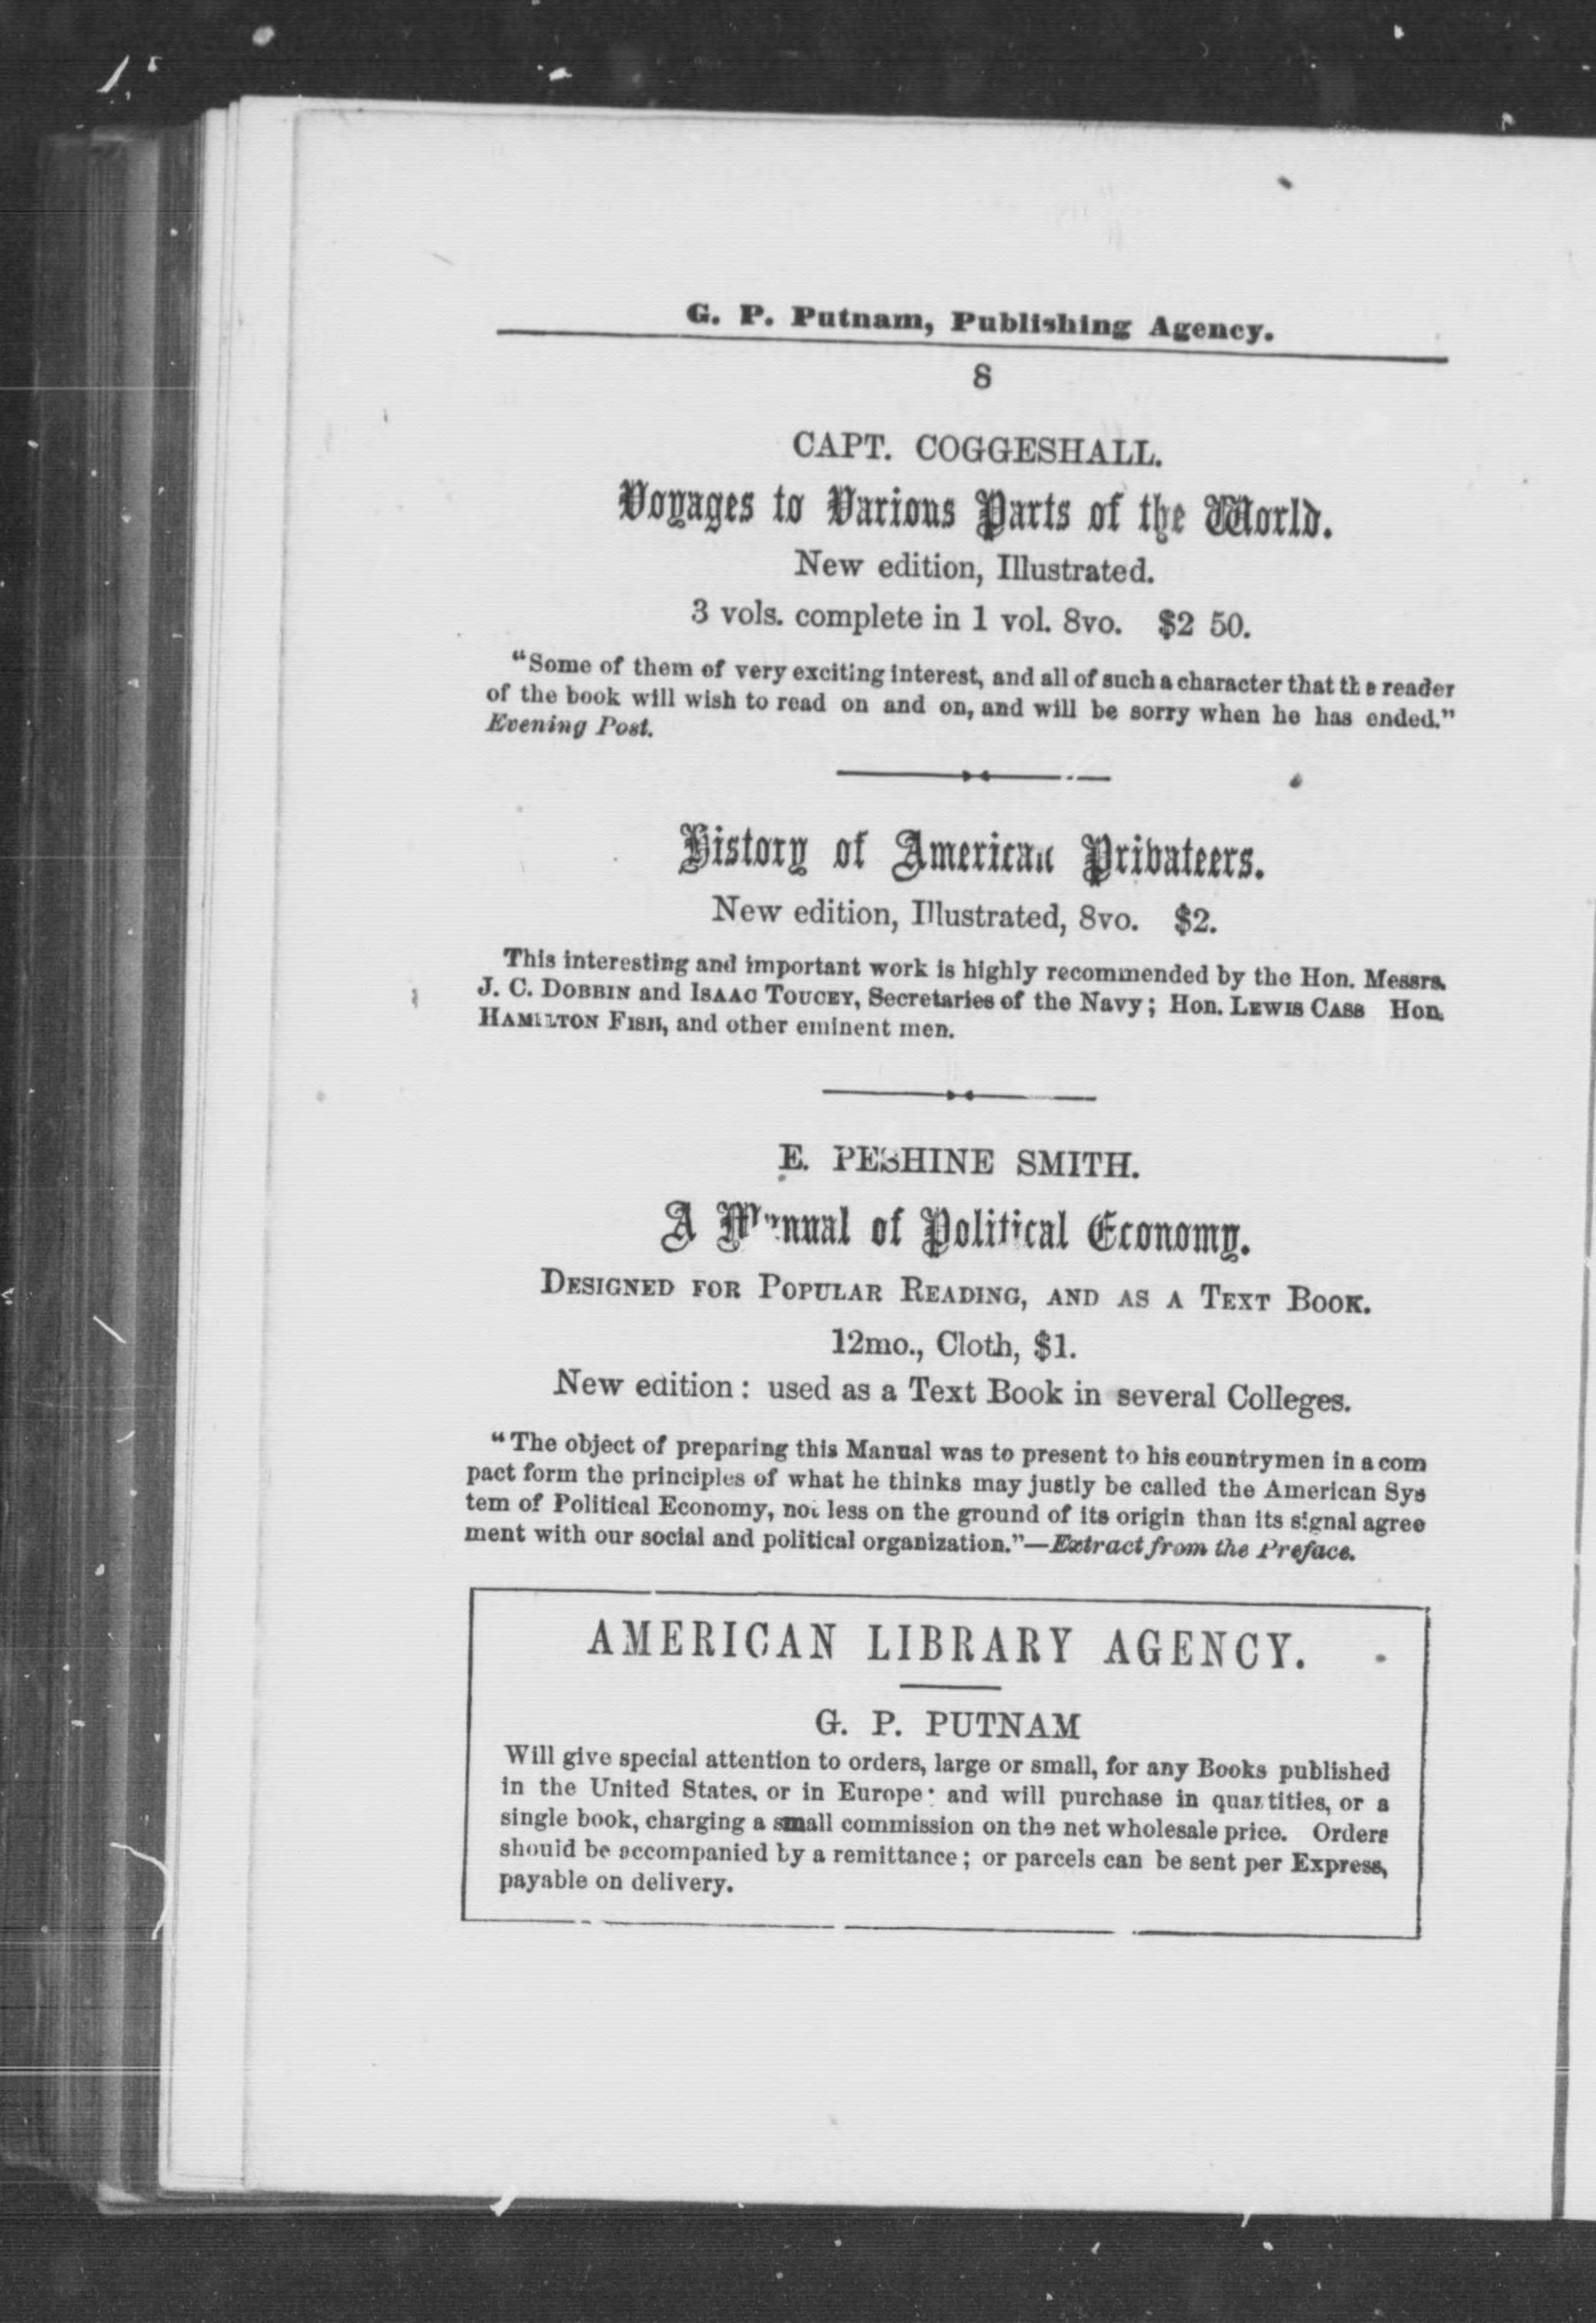 G. P. Putnam, Publishing Agency.
8
CAPT. COGGESHALL.
Voyages to Various Parts of the World.
New edition, Illustrated.
3 vols. complete in 1 vol. 8vo. $2 50.
"Some of them of very exciting interest, and all of such a character that the reader
of the book will wish to read on and on, and will be sorry when he has ended."
Evening Post.
History of American Privateers.
New edition, Illustrated, 8vo. $2.
This interesting and important work is highly recommended by the Hon. Messrs.
J. C. DOBBIN and ISAAC TOUCEY, Secretaries of the Navy; Hon. LEWIS CASS Hon.
HAMILTON FISH, and other eminent men.
E. PESHINE SMITH.
A Manual of Political Economy.
DESIGNED FOR POPULAR READING, AND AS A TEXT BOOK.
12mo., Cloth, $1.
New edition: used as a Text Book in several Colleges.
"The object of preparing this Manual was to present to his countrymen in a com
pact form the principles of what he thinks may justly be called the American Sys
tem of Political Economy, not less on the ground of its origin than its signal agree
ment with our social and political organization."—Extract from the Preface.
AMERICAN LIBRARY AGENCY.
G. P. PUTNAM
Will give special attention to orders, large or small, for any Books published
in the United States, or in Europe; and will purchase in quantities, or a
single book, charging a small commission on the net wholesale price. Orders
should be accompanied by a remittance; or parcels can be sent per Express,
payable on delivery.